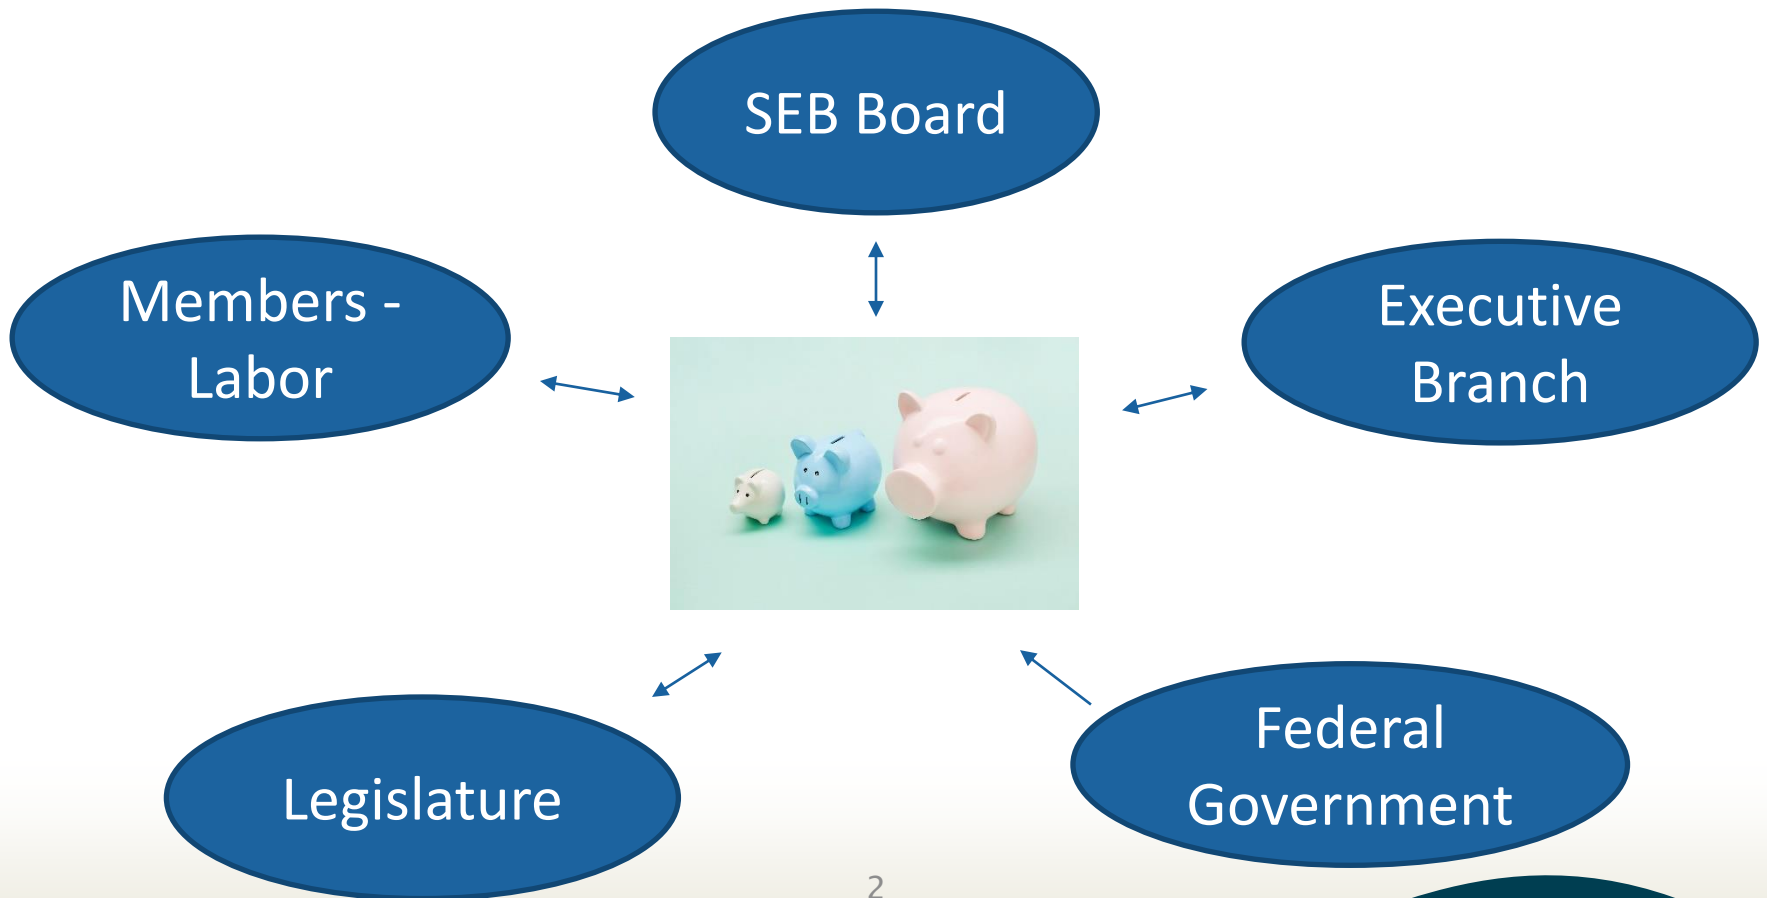 SEB Board
Members -
Labor
Executive
Branch
Legislature
Federal
Government
2